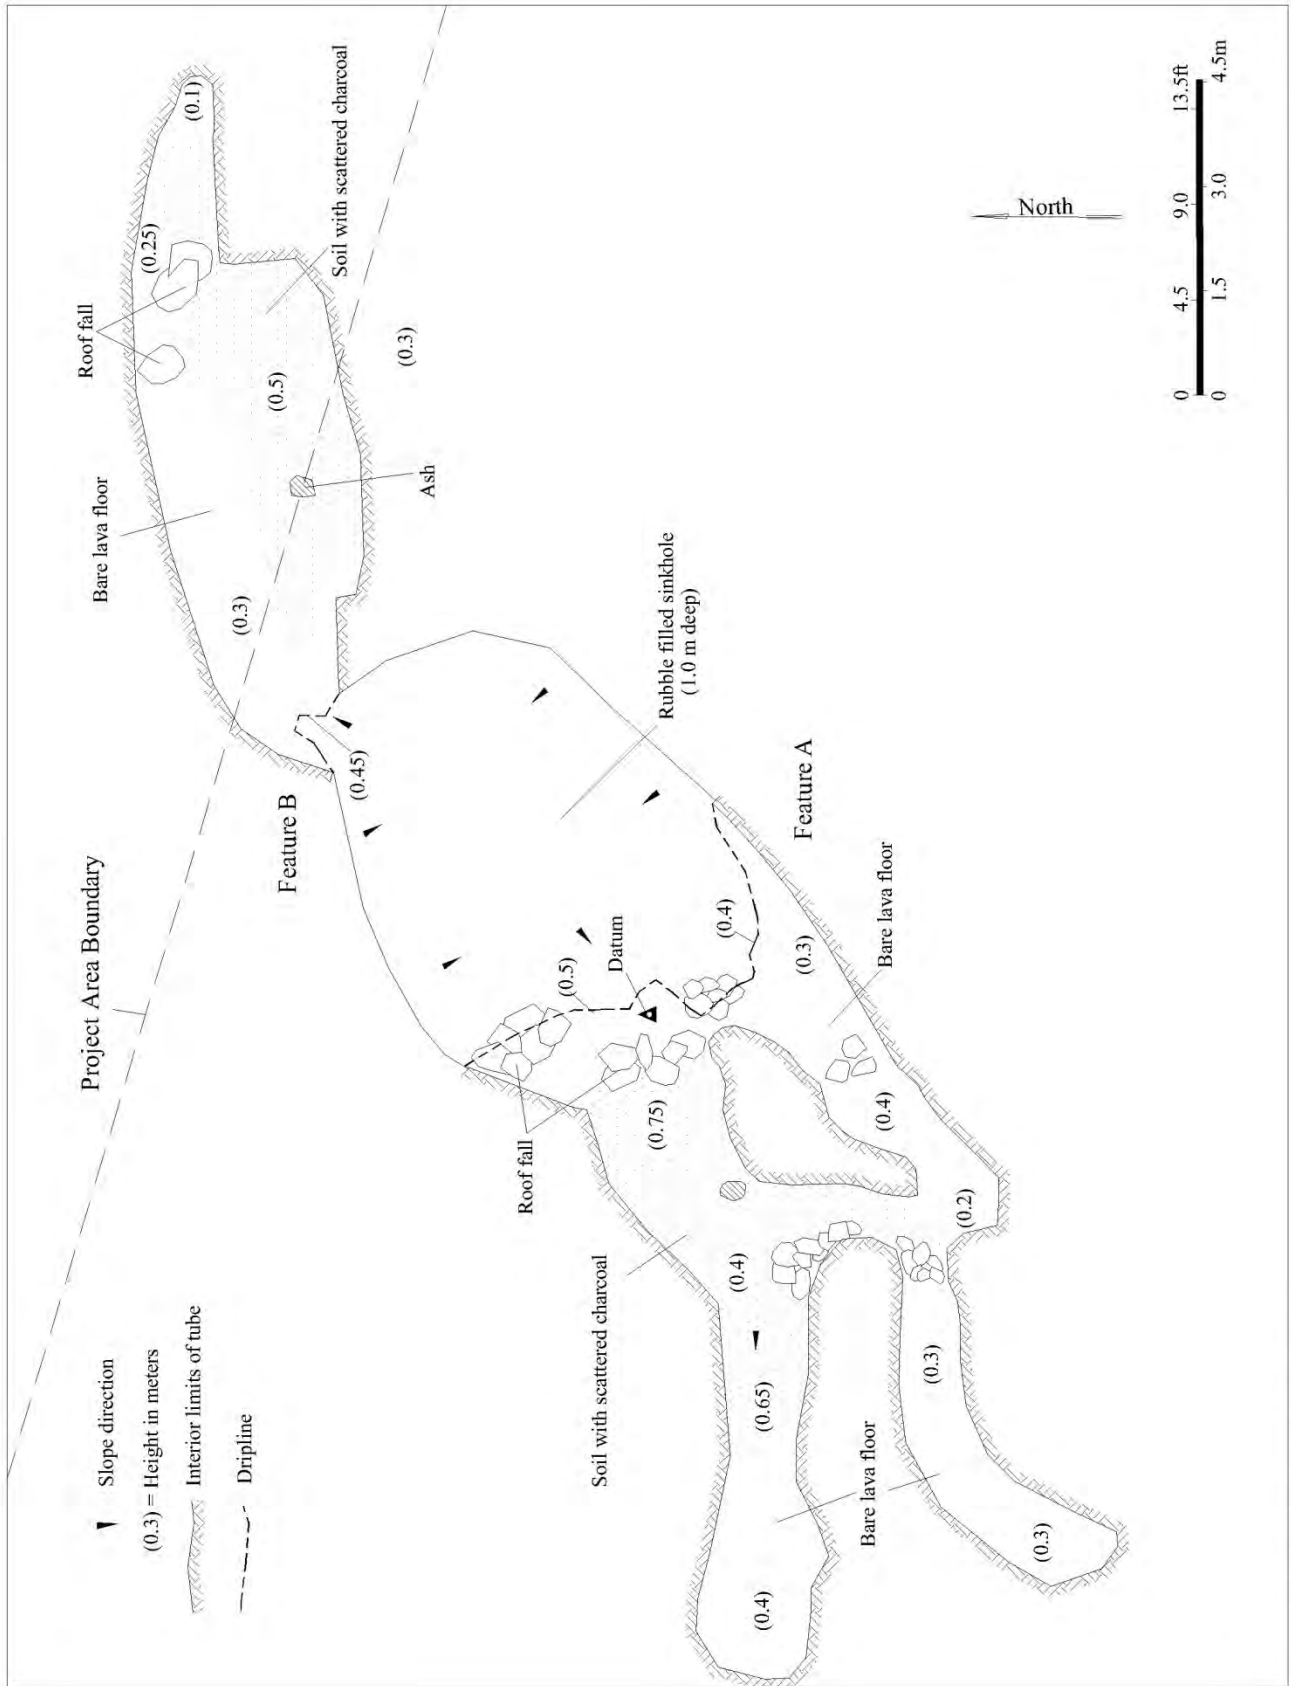 Project Area Boundary
Slope direction
(0.3) = Height in meters
Interior limits of tube
Dripline
Feature B
Bare lava floor
Roof fall
(0.25)
(0.1)
(0.3)
(0.5)
Soil with scattered charcoal
Ash
(0.3)
(0.45)
Rubble filled sinkhole
(1.0 m deep)
Feature A
(0.5)
Datum
(0.4)
(0.3)
Bare lava floor
Roof fall
(0.75)
(0.4)
(0.2)
Soil with scattered charcoal
(0.4)
(0.65)
(0.4)
Bare lava floor
(0.3)
(0.3)
North
0 4.5 9.0 13.5ft
0 1.5 3.0 4.5m